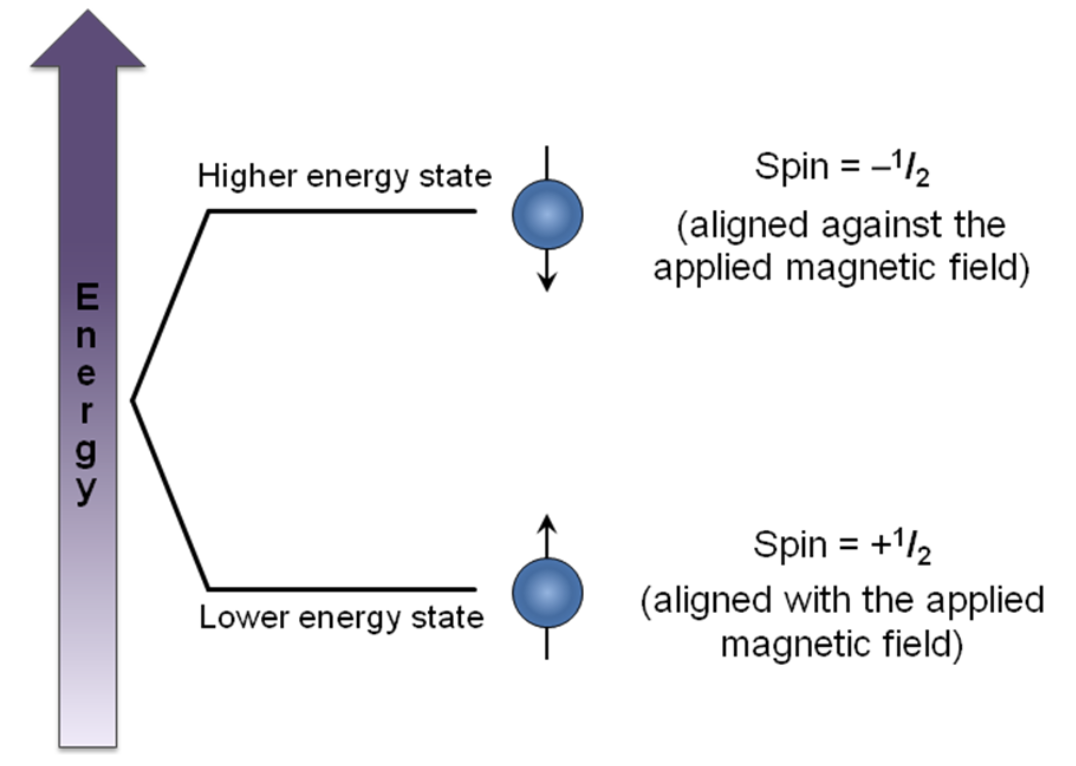 Energy
Higher energy state
Spin = –1/2
(aligned against the
applied magnetic field)
Lower energy state
Spin = +1/2
(aligned with the applied
magnetic field)